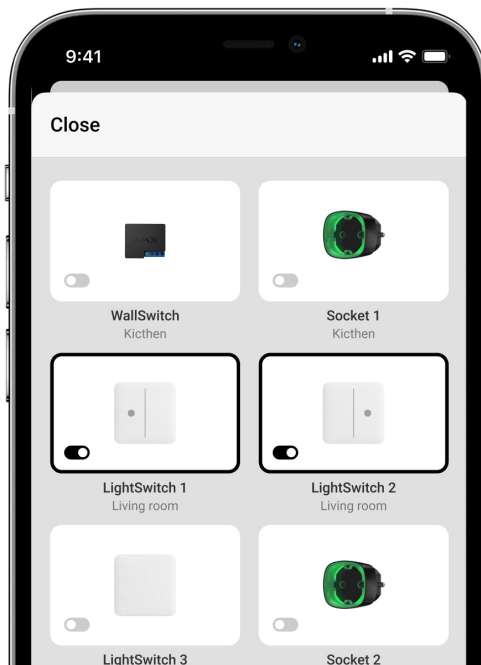 9:41
Close
AJAX
WallSwitch
Kicthen
Socket 1
Kicthen
LightSwitch 1
Living room
LightSwitch 2
Living room
LightSwitch 3
Socket 2